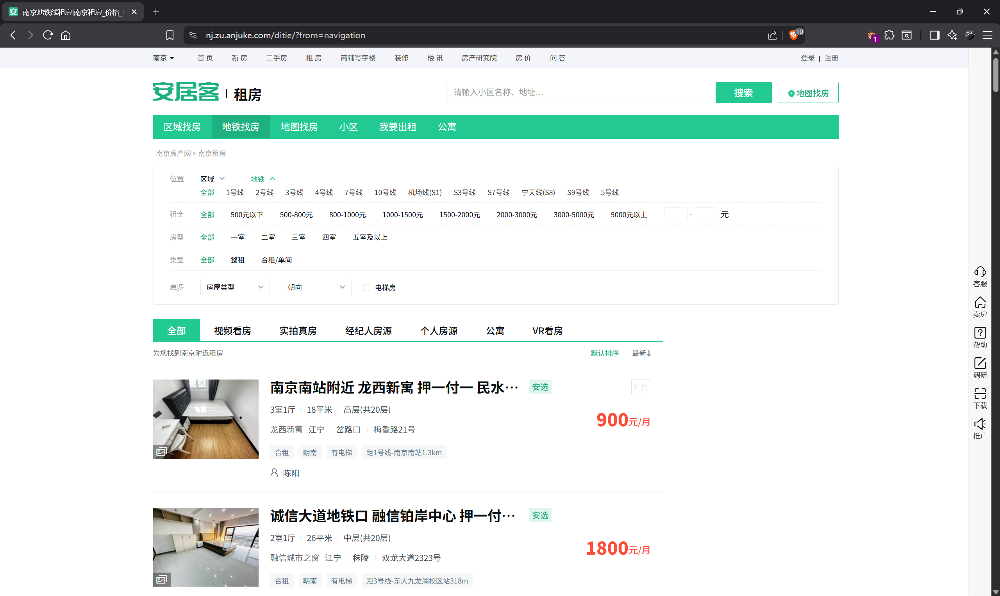 南京地铁线租房|南京租房_价格_
nj.zu.anjuke.com/ditie/?from=navigation
10
1
南京 首 页 新 房 二手房 租 房 商铺写字楼 装修 楼 讯 房产研究院 房 价 问 答 登录 | 注册
安居客 | 租房
请输入小区名称、地址... 搜索 地图找房
区域找房 地铁找房 地图找房 小区 我要出租 公寓
南京房产网 > 南京租房
位置 区域 地铁
全部 1号线 2号线 3号线 4号线 7号线 10号线 机场线(S1) S3号线 S7号线 宁天线(S8) S9号线 5号线
租金 全部 500元以下 500-800元 800-1000元 1000-1500元 1500-2000元 2000-3000元 3000-5000元 5000元以上 - 元
房型 全部 一室 二室 三室 四室 五室及以上
类型 全部 整租 合租/单间
更多 房屋类型 朝向 电梯房
全部 视频看房 实拍真房 经纪人房源 个人房源 公寓 VR看房
为您找到南京附近租房 默认排序 最新
南京南站附近 龙西新寓 押一付一 民水… 安选 广告
3室1厅 18平米 高层(共20层)
900元/月
龙西新寓 江宁 岔路口 梅香路21号
合租 朝南 有电梯 距1号线-南京南站1.3km
陈阳
诚信大道地铁口 融信铂岸中心 押一付… 安选
2室1厅 26平米 中层(共20层)
1800元/月
融信城市之窗 江宁 秣陵 双龙大道2323号
合租 朝南 有电梯 距3号线-东大九龙湖校区站318m
客服
卖房
帮助
调研
下载
推广